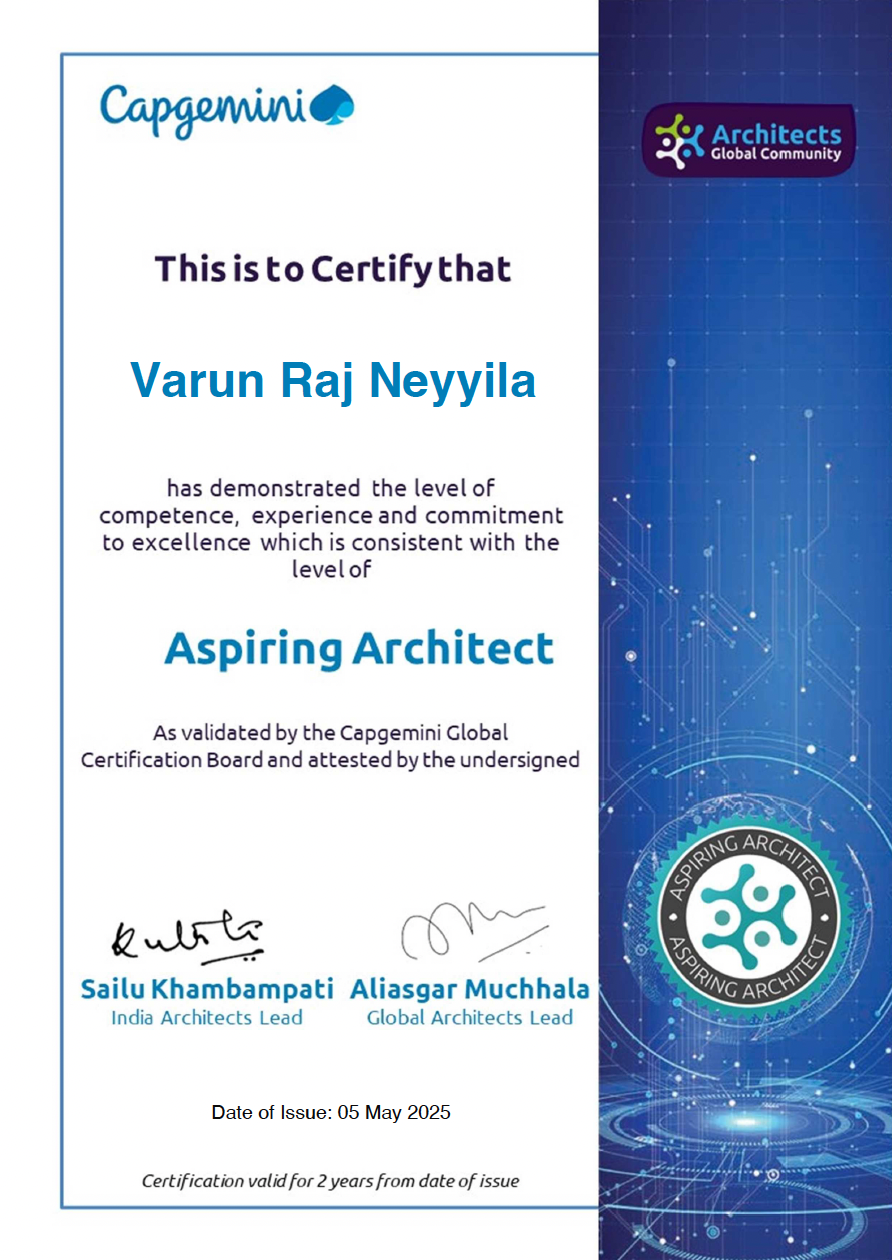 Capgemini
Architects
Global Community
This is to Certify that
Varun Raj Neyyila
has demonstrated the level of
competence, experience and commitment
to excellence which is consistent with the
level of
Aspiring Architect
As validated by the Capgemini Global
Certification Board and attested by the undersigned
ASPIRING ARCHITECT
ASPIRING ARCHITECT
Sailu Khambampati
India Architects Lead
Aliasgar Muchhala
Global Architects Lead
Date of Issue: 05 May 2025
Certification valid for 2 years from date of issue